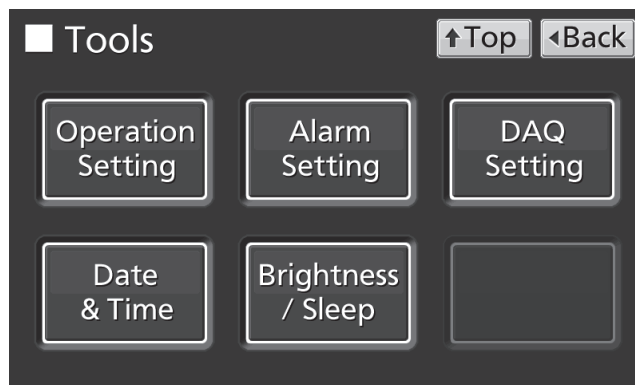 Tools
Top
Back
Operation
Setting
Alarm
Setting
DAQ
Setting
Date
& Time
Brightness
/ Sleep